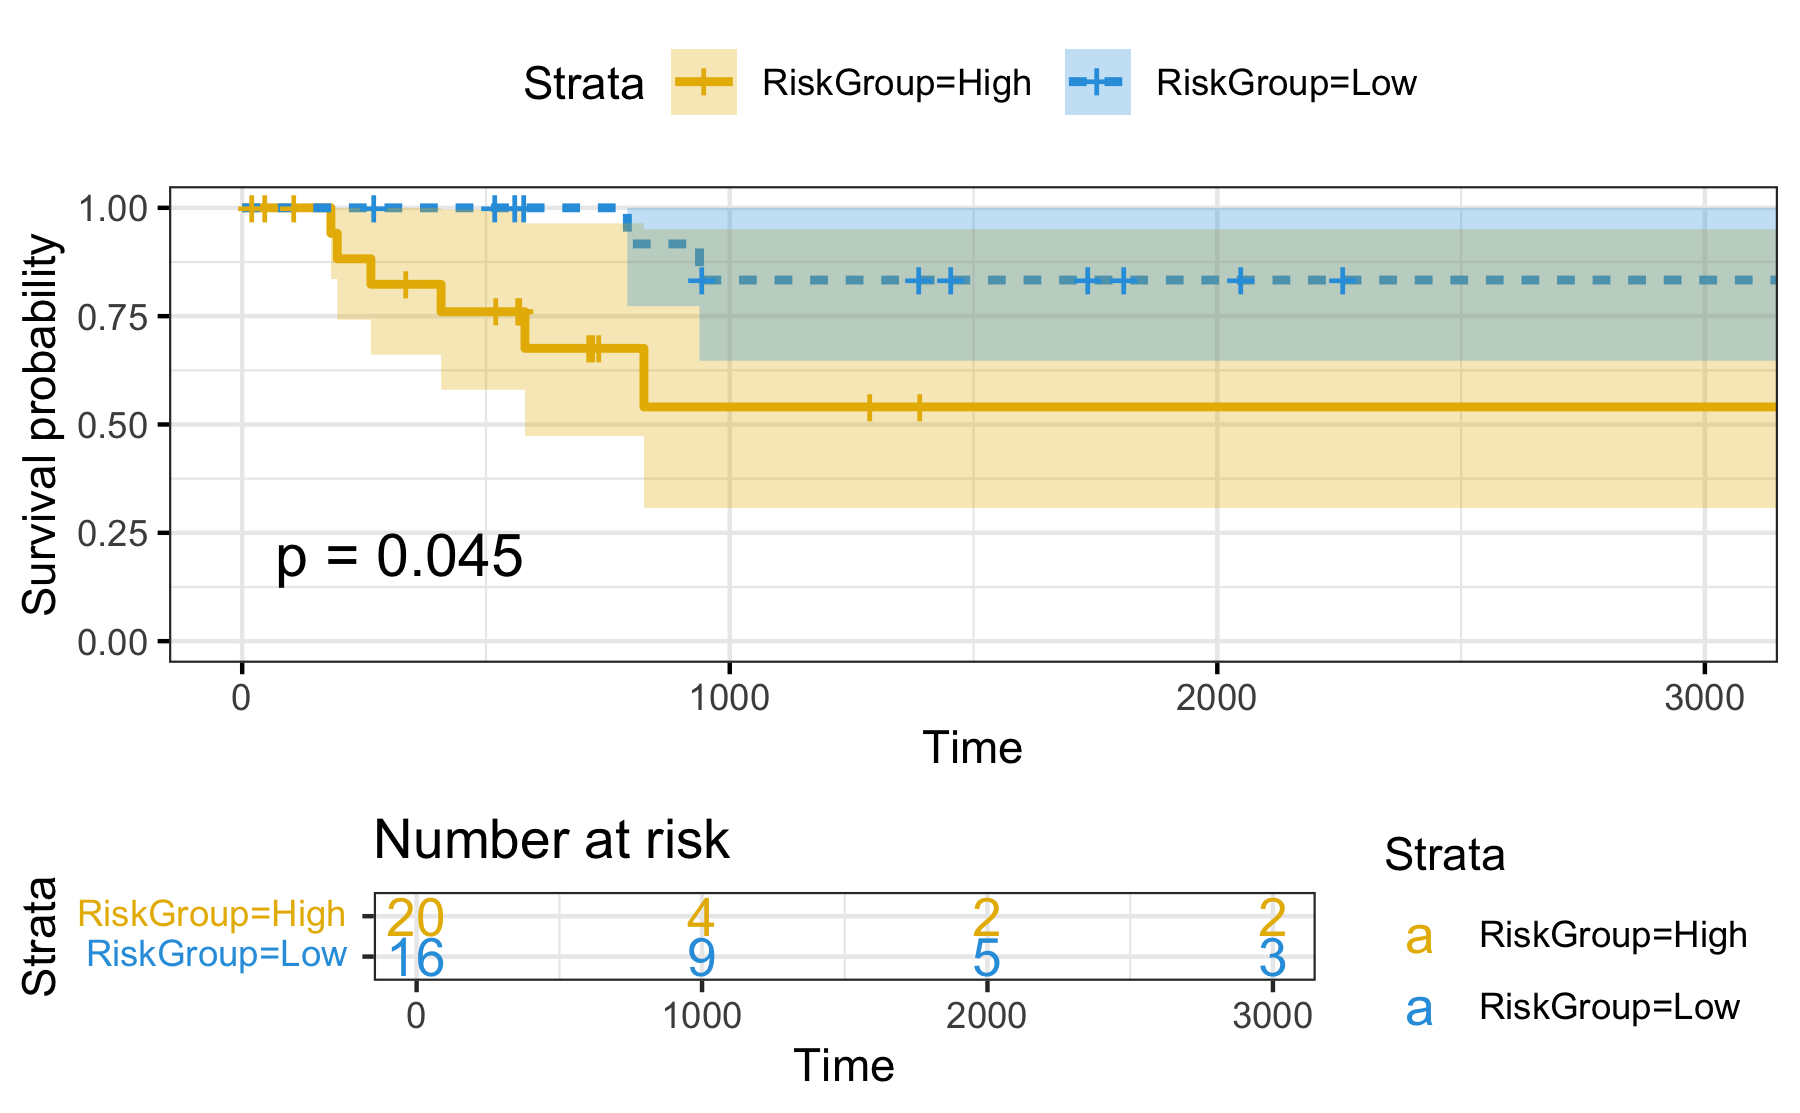 Strata RiskGroup=High RiskGroup=Low
Survival probability
1.00
0.75
0.50
0.25
0.00
p = 0.045
0 1000 2000 3000
Time
Number at risk
Strata
RiskGroup=High 20 4 2 2
RiskGroup=Low 16 9 5 3
0 1000 2000 3000
Time
Strata
a RiskGroup=High
a RiskGroup=Low